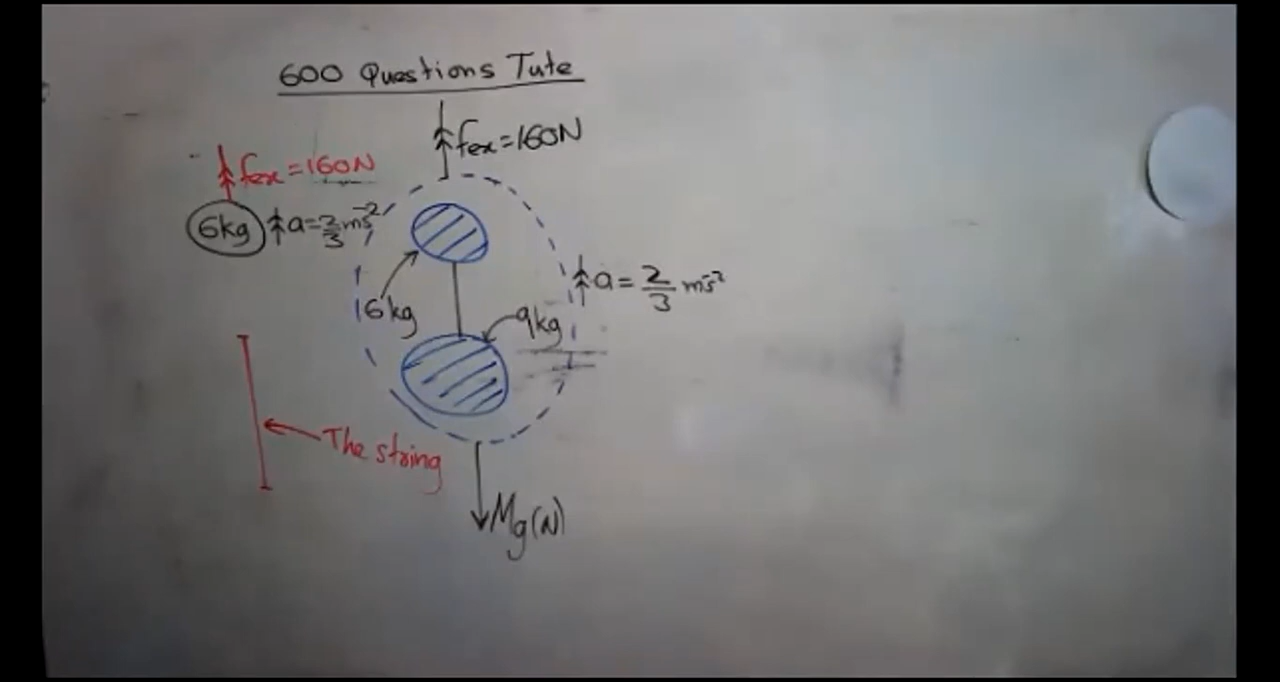 600 Questions Tute
fex=160N
fex=160N
6kg
a=2/3 ms⁻²
a=2/3 ms⁻²
6kg
9kg
The string
Mg(N)